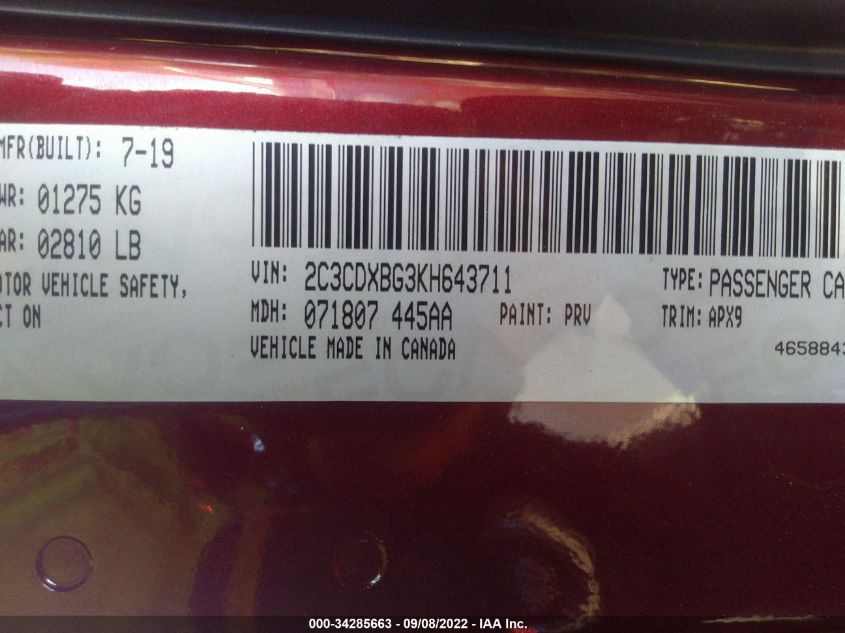 MFR(BUILT): 7-19
WR: 01275 KG
AR: 02810 LB
OTOR VEHICLE SAFETY,
CT ON
VIN: 2C3CDXBG3KH643711 TYPE: PASSENGER CA
MDH: 071807 445AA PAINT: PRV TRIM: APX9
VEHICLE MADE IN CANADA
4658843
000-34285663 - 09/08/2022 - IAA Inc.